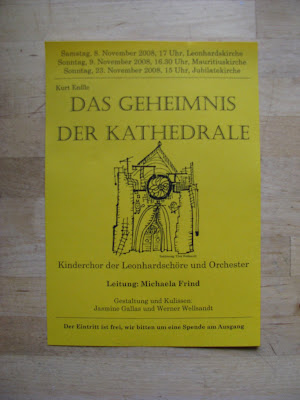 Samstag, 8. November 2008, 17 Uhr, Leonhardskirche
Sonntag, 9. November 2008, 16.30 Uhr, Mauritiuskirche
Sonntag, 23. November 2008, 15 Uhr, Jubilatekirche
Kurt Enßle
DAS GEHEIMNIS
DER KATHEDRALE
Kinderchor der Leonhardschöre und Orchester
Leitung: Michaela Frind
Gestaltung und Kulissen:
Jasmine Gallas und Werner Weilsandt
Der Eintritt ist frei, wir bitten um eine Spende am Ausgang